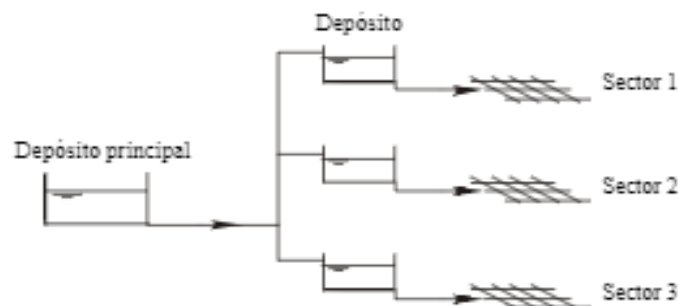 Depósito
Sector 1
Depósito principal
Sector 2
Sector 3